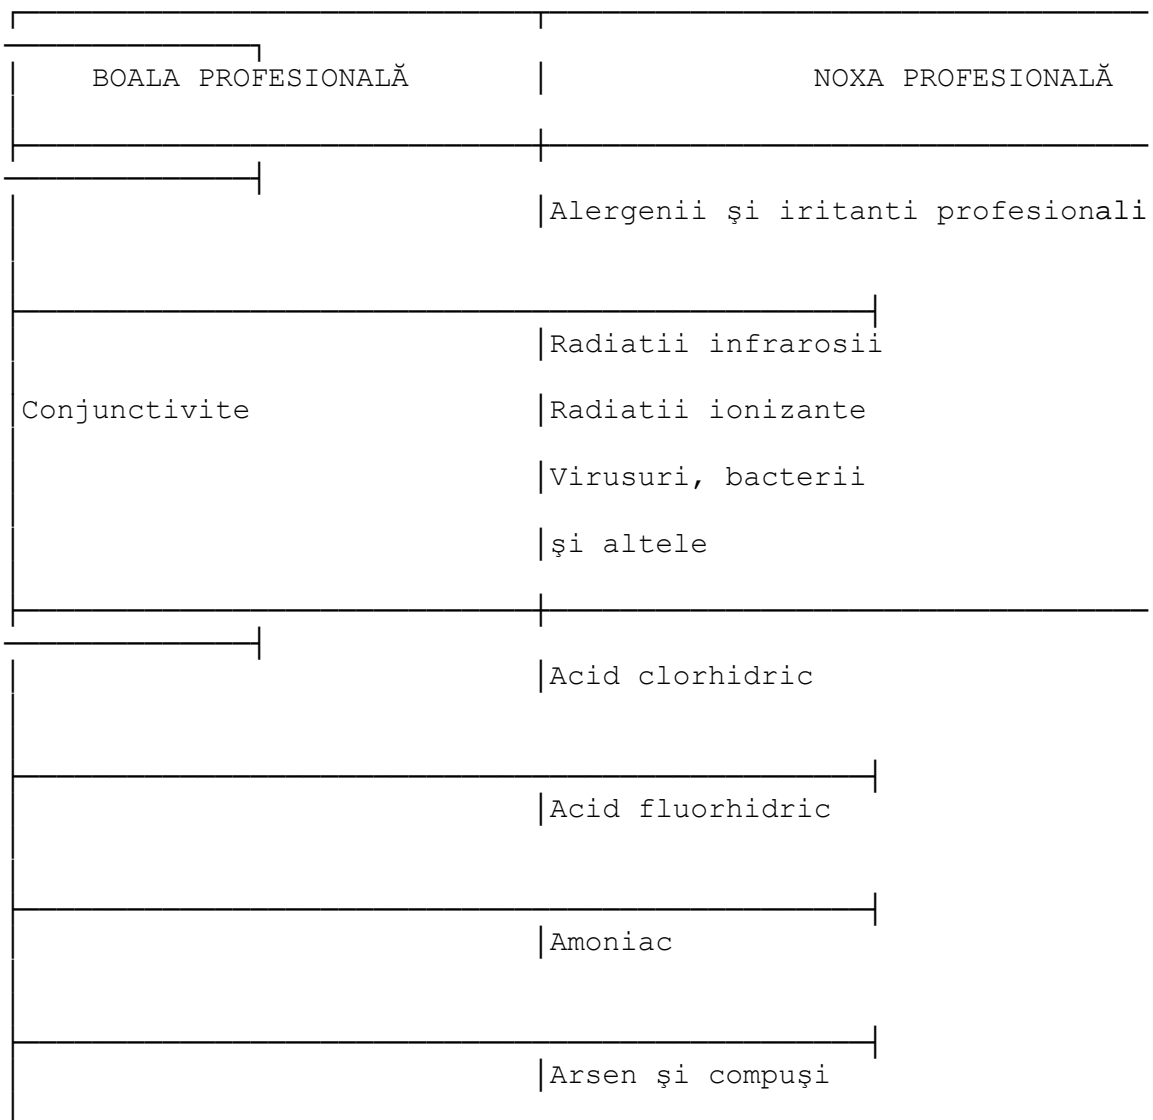 BOALA PROFESIONALĂ NOXA PROFESIONALĂ
Alergenii şi iritanti profesionali
Radiatii infrarosii
Conjunctivite Radiatii ionizante
Virusuri, bacterii
şi altele
Acid clorhidric
Acid fluorhidric
Amoniac
Arsen şi compuşi